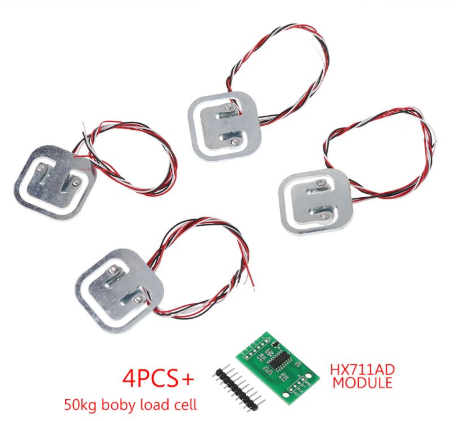 4PCS+
50kg boby load cell
HX711AD
MODULE